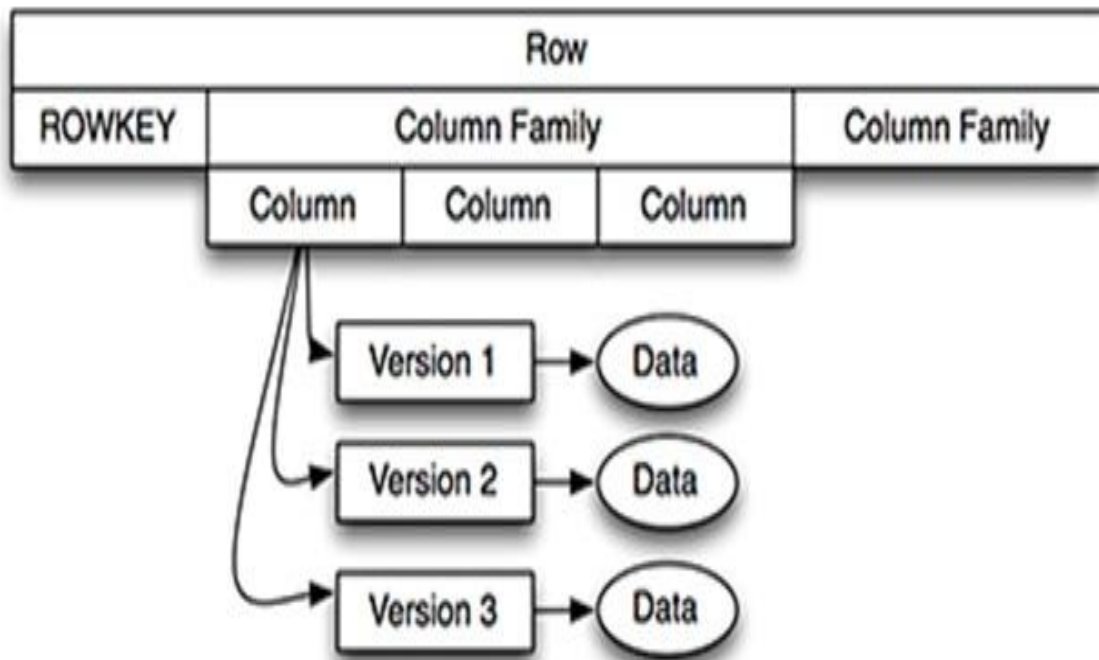 Row
ROWKEY Column Family Column Family
Column Column Column
Version 1 Data
Version 2 Data
Version 3 Data